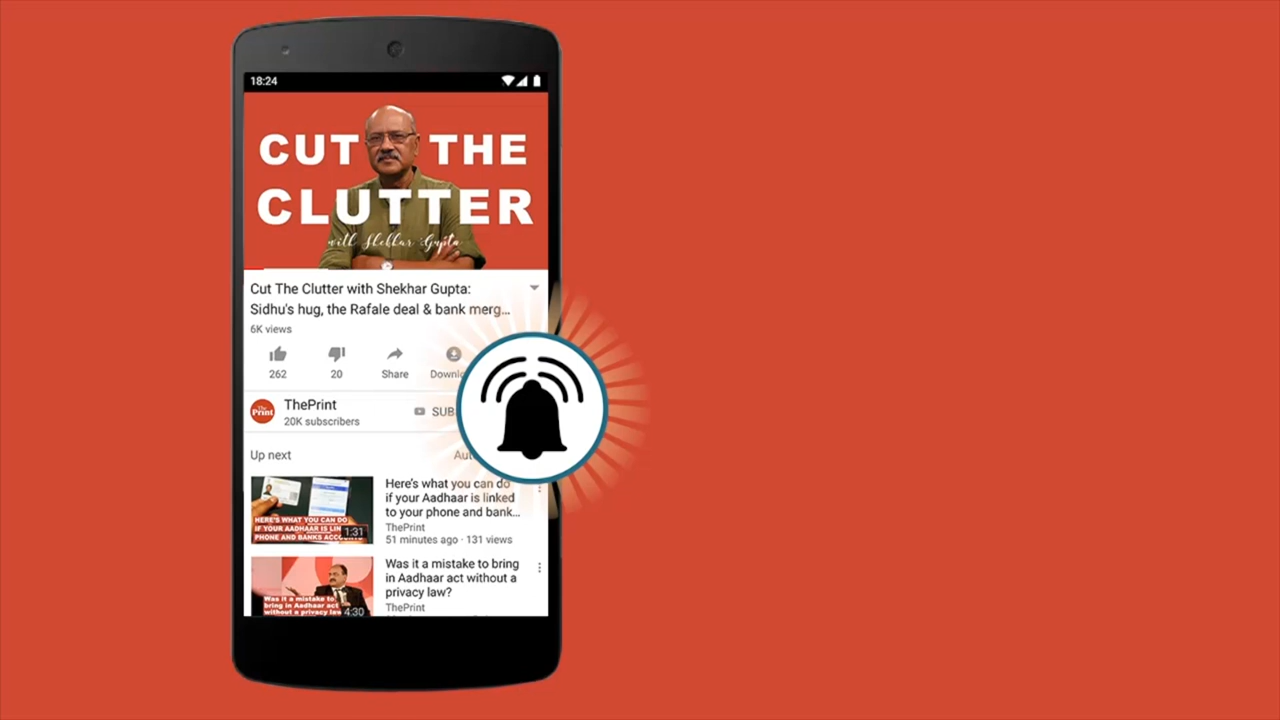 18:24
CUT THE
CLUTTER
with Shekhar Gupta
Cut The Clutter with Shekhar Gupta:
Sidhu's hug, the Rafale deal & bank merg...
6K views
262
20
Share
Downlo
The
Print
ThePrint
20K subscribers
SUB
Up next
Aut
HERE'S WHAT YOU CAN DO
IF YOUR AADHAAR IS LIN
PHONE AND BANKS ACCOUNTS
1:31
Here's what you can do
if your Aadhaar is linked
to your phone and bank...
ThePrint
51 minutes ago · 131 views
Was it a mistake to
bring in Aadhaar act
without a privacy law
4:30
Was it a mistake to bring
in Aadhaar act without a
privacy law?
ThePrint